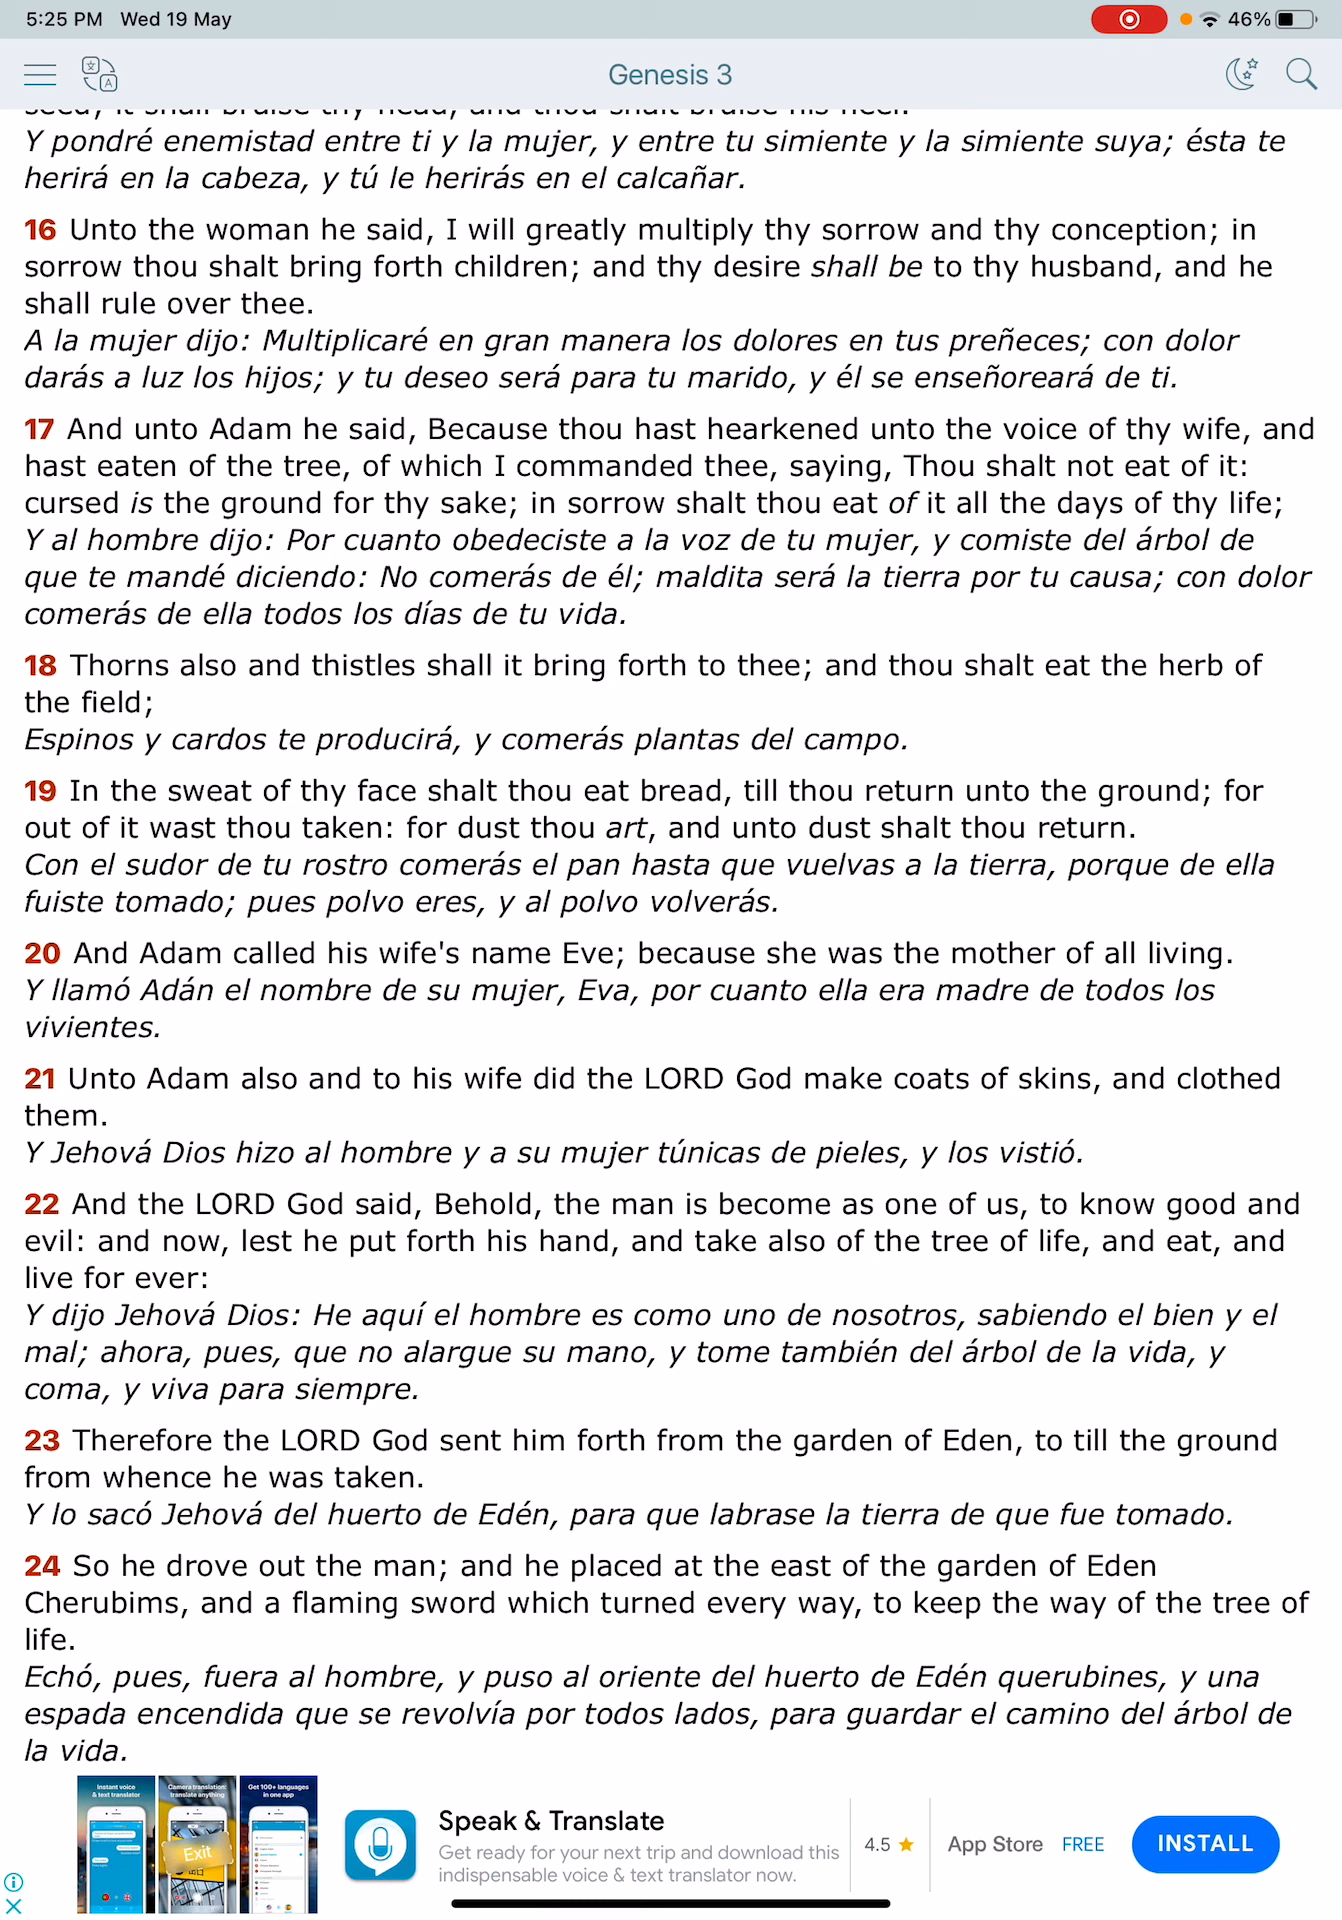 5:25 PM Wed 19 May
46%
Genesis 3
seed; it shall bruise thy head, and thou shalt bruise his heel.
Y pondré enemistad entre ti y la mujer, y entre tu simiente y la simiente suya; ésta te
herirá en la cabeza, y tú le herirás en el calcañar.
16 Unto the woman he said, I will greatly multiply thy sorrow and thy conception; in
sorrow thou shalt bring forth children; and thy desire shall be to thy husband, and he
shall rule over thee.
A la mujer dijo: Multiplicaré en gran manera los dolores en tus preñeces; con dolor
darás a luz los hijos; y tu deseo será para tu marido, y él se enseñoreará de ti.
17 And unto Adam he said, Because thou hast hearkened unto the voice of thy wife, and
hast eaten of the tree, of which I commanded thee, saying, Thou shalt not eat of it:
cursed is the ground for thy sake; in sorrow shalt thou eat of it all the days of thy life;
Y al hombre dijo: Por cuanto obedeciste a la voz de tu mujer, y comiste del árbol de
que te mandé diciendo: No comerás de él; maldita será la tierra por tu causa; con dolor
comerás de ella todos los días de tu vida.
18 Thorns also and thistles shall it bring forth to thee; and thou shalt eat the herb of
the field;
Espinos y cardos te producirá, y comerás plantas del campo.
19 In the sweat of thy face shalt thou eat bread, till thou return unto the ground; for
out of it wast thou taken: for dust thou art, and unto dust shalt thou return.
Con el sudor de tu rostro comerás el pan hasta que vuelvas a la tierra, porque de ella
fuiste tomado; pues polvo eres, y al polvo volverás.
20 And Adam called his wife's name Eve; because she was the mother of all living.
Y llamó Adán el nombre de su mujer, Eva, por cuanto ella era madre de todos los
vivientes.
21 Unto Adam also and to his wife did the LORD God make coats of skins, and clothed
them.
Y Jehová Dios hizo al hombre y a su mujer túnicas de pieles, y los vistió.
22 And the LORD God said, Behold, the man is become as one of us, to know good and
evil: and now, lest he put forth his hand, and take also of the tree of life, and eat, and
live for ever:
Y dijo Jehová Dios: He aquí el hombre es como uno de nosotros, sabiendo el bien y el
mal; ahora, pues, que no alargue su mano, y tome también del árbol de la vida, y
coma, y viva para siempre.
23 Therefore the LORD God sent him forth from the garden of Eden, to till the ground
from whence he was taken.
Y lo sacó Jehová del huerto de Edén, para que labrase la tierra de que fue tomado.
24 So he drove out the man; and he placed at the east of the garden of Eden
Cherubims, and a flaming sword which turned every way, to keep the way of the tree of
life.
Echó, pues, fuera al hombre, y puso al oriente del huerto de Edén querubines, y una
espada encendida que se revolvía por todos lados, para guardar el camino del árbol de
la vida.
Instant voice
& text translator
Camera translation:
translate anything
Exit
Get 100+ languages
in one app
Speak & Translate
Get ready for your next trip and download this
indispensable voice & text translator now.
4.5
App Store FREE
INSTALL